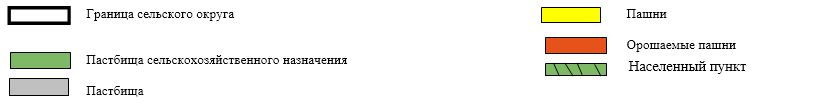 Граница сельского округа
Пастбища сельскохозяйственного назначения
Пастбища
Пашни
Орошаемые пашни
Населенный пункт